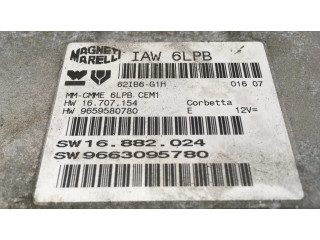 MAGNETI MARELLI IAW 6LPB
62IB6-G1H 016 07
MM-CMME 6LPB.CEM1
HW 16.707.154 Corbetta
HW 9659580780 E 12V=
SW 16.882.024
SW 9663095780